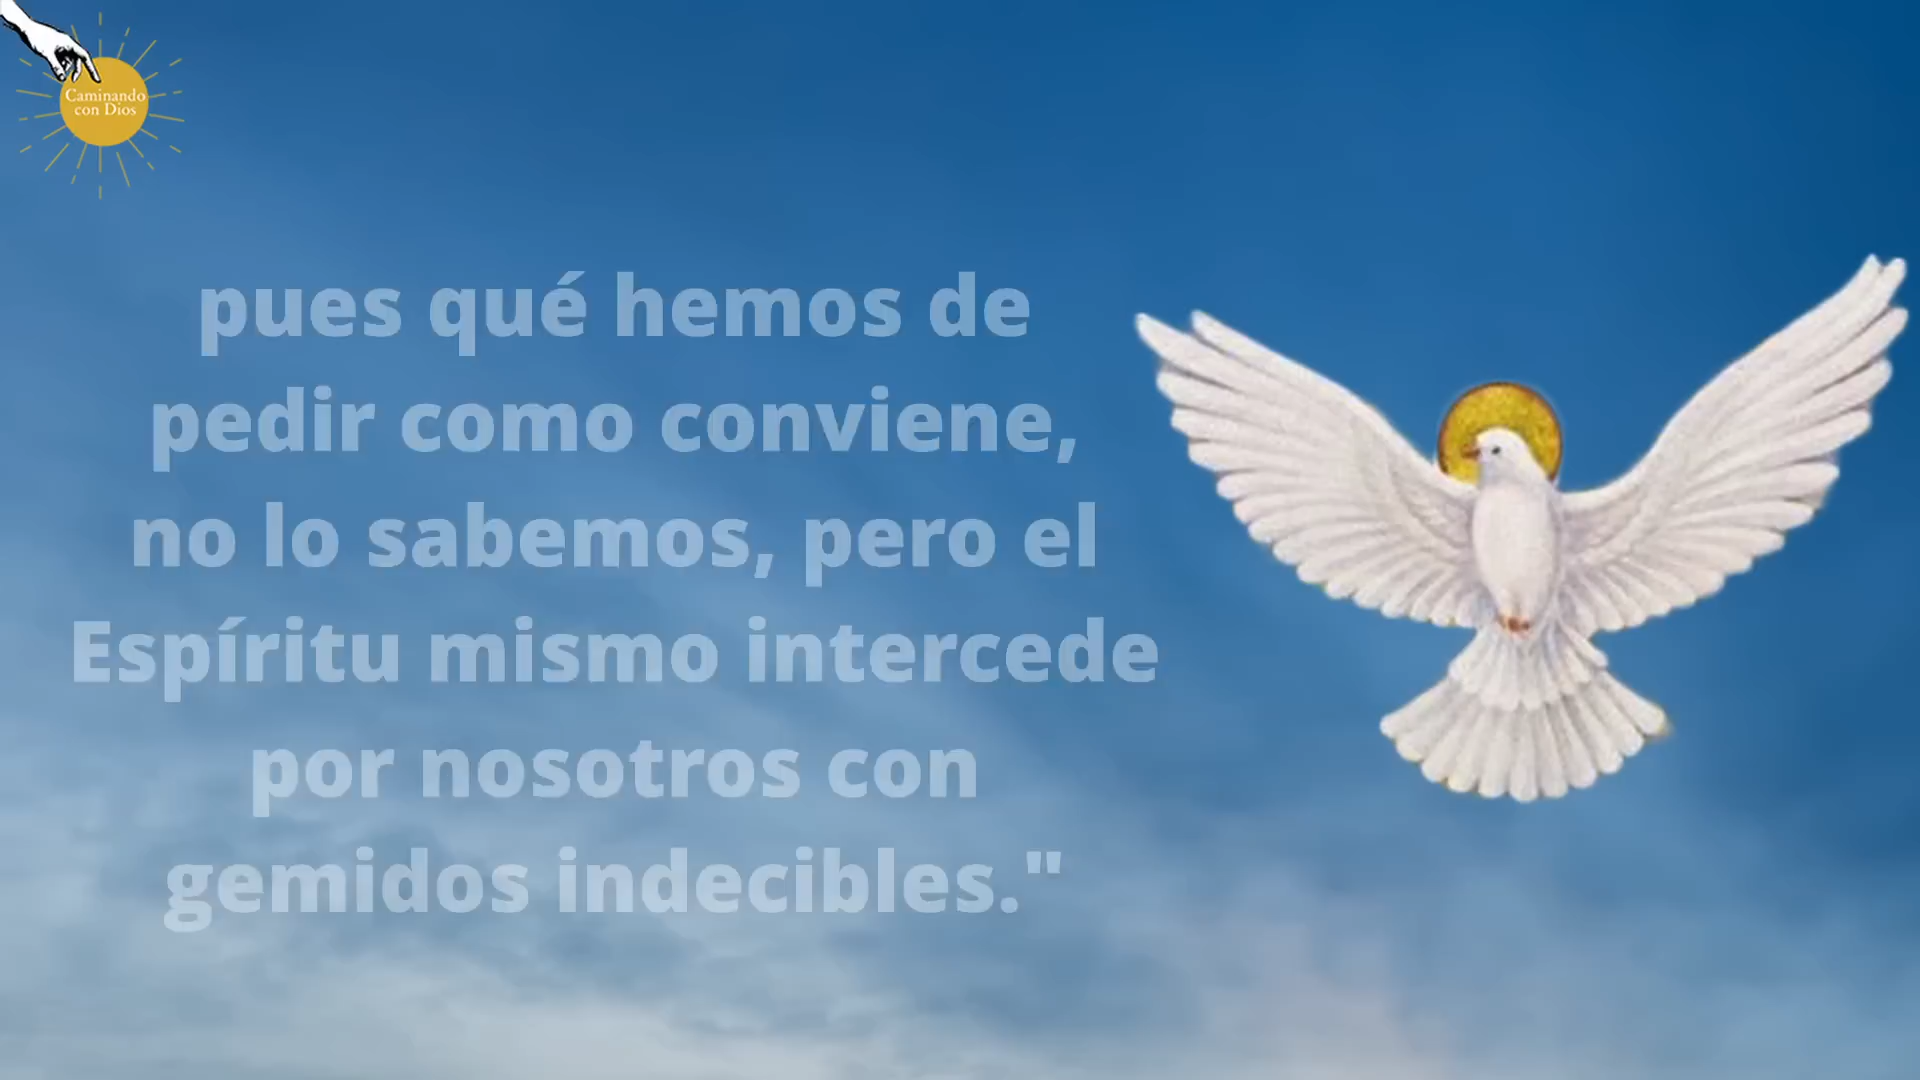 Caminando
con Dios
pues qué hemos de
pedir como conviene,
no lo sabemos, pero el
Espíritu mismo intercede
por nosotros con
gemidos indecibles."